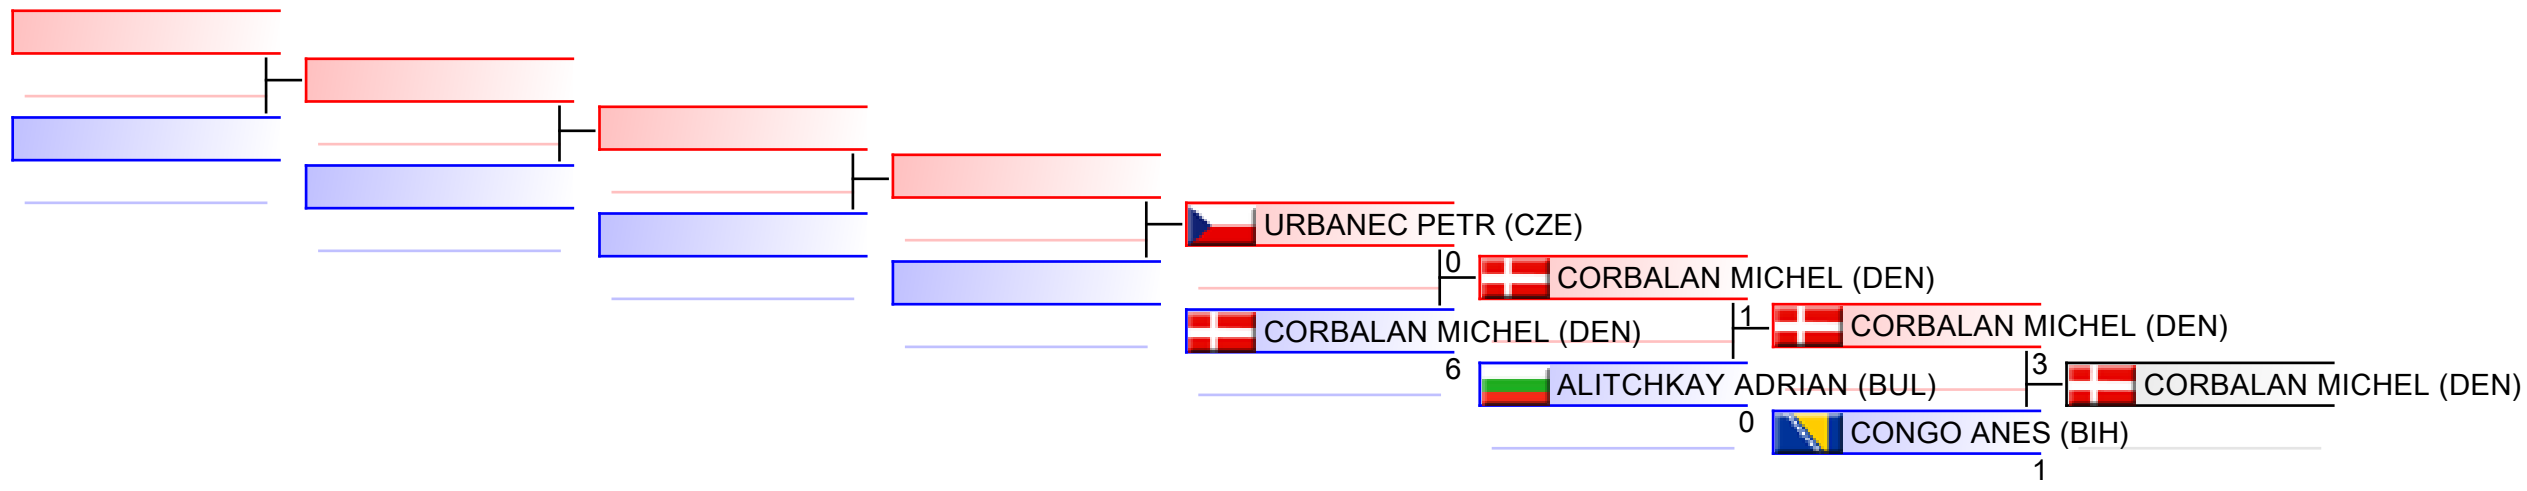 URBANEC PETR (CZE)
0
CORBALAN MICHEL (DEN)
CORBALAN MICHEL (DEN)
6
1
ALITCHKAY ADRIAN (BUL)
0
CORBALAN MICHEL (DEN)
3
CONGO ANES (BIH)
1
CORBALAN MICHEL (DEN)